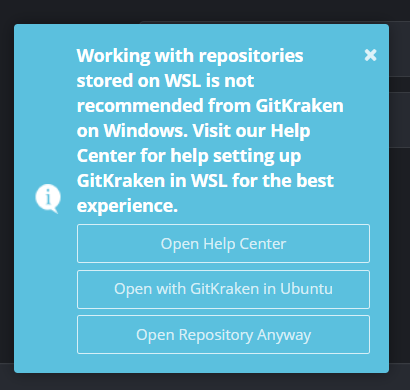 Working with repositories
stored on WSL is not
recommended from GitKraken
on Windows. Visit our Help
Center for help setting up
GitKraken in WSL for the best
experience.
Open Help Center
Open with GitKraken in Ubuntu
Open Repository Anyway